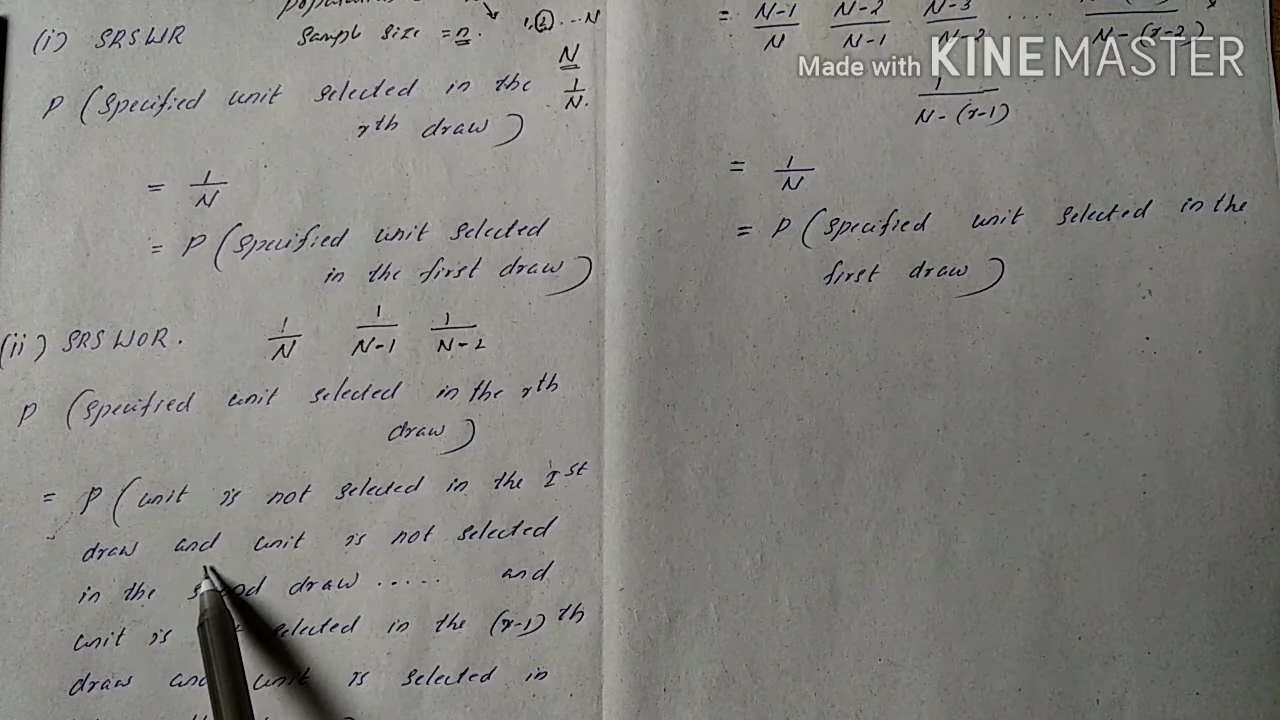 (i) SRSWR
Sample size = n. 1, 2 ... N
N
P (Specified unit selected in the 1/N.
rth draw)
= 1/N
= P (Specified unit selected
in the first draw)
(ii) SRSWOR. 1/N 1/N-1 1/N-2
P (Specified unit selected in the rth
draw)
= P (unit is not selected in the Ist
draw and unit is not selected
in the draw ..... and
unit is selected in the (r-1)th
draw and unit is selected in
= N-1/N N-2/N-1 N-3/N-2 .... N-(r-2) x
Made with KINEMASTER
1/N-(r-1)
= 1/N
= P (Specified unit selected in the
first draw)